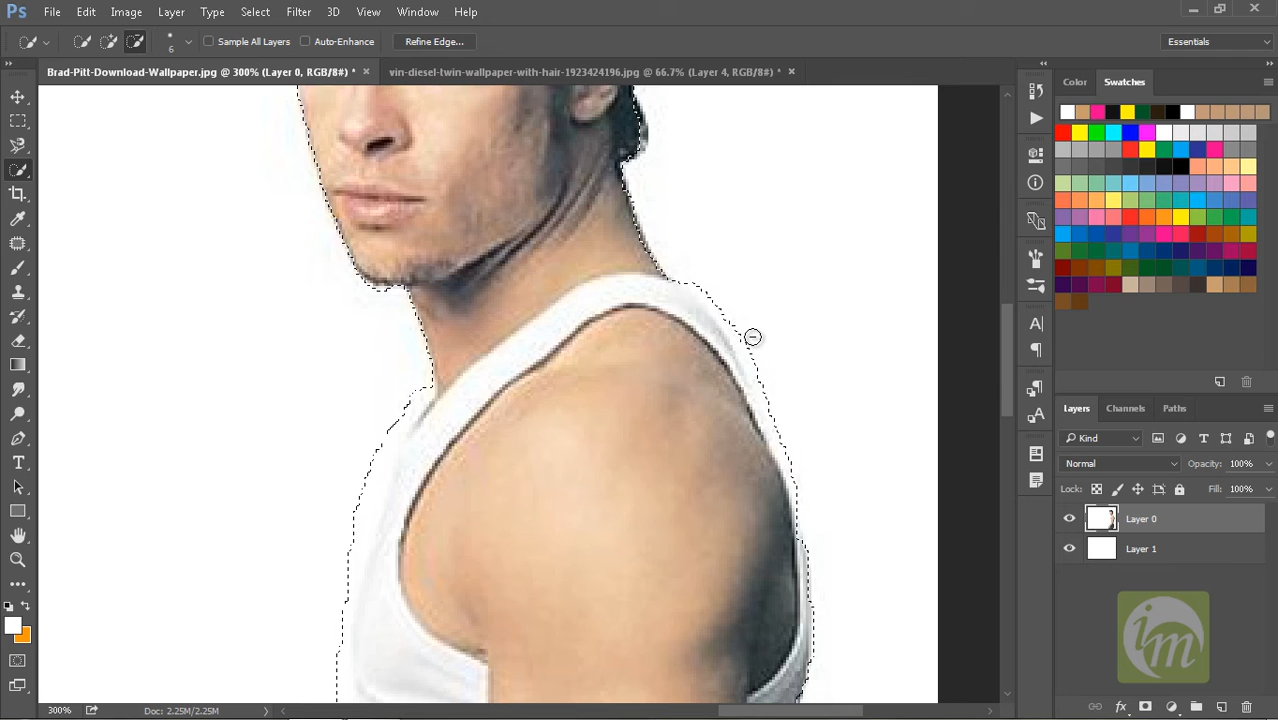 Ps File Edit Image Layer Type Select Filter 3D View Window Help
6 Sample All Layers Auto-Enhance Refine Edge... Essentials
Brad-Pitt-Download-Wallpaper.jpg @ 300% (Layer 0, RGB/8#) * × vin-diesel-twin-wallpaper-with-hair-1923424196.jpg @ 66.7% (Layer 4, RGB/8#) * ×
Color Swatches
Layers Channels Paths
Kind
Normal Opacity: 100%
Lock: Fill: 100%
Layer 0
Layer 1
im
300% Doc: 2.25M/2.25M